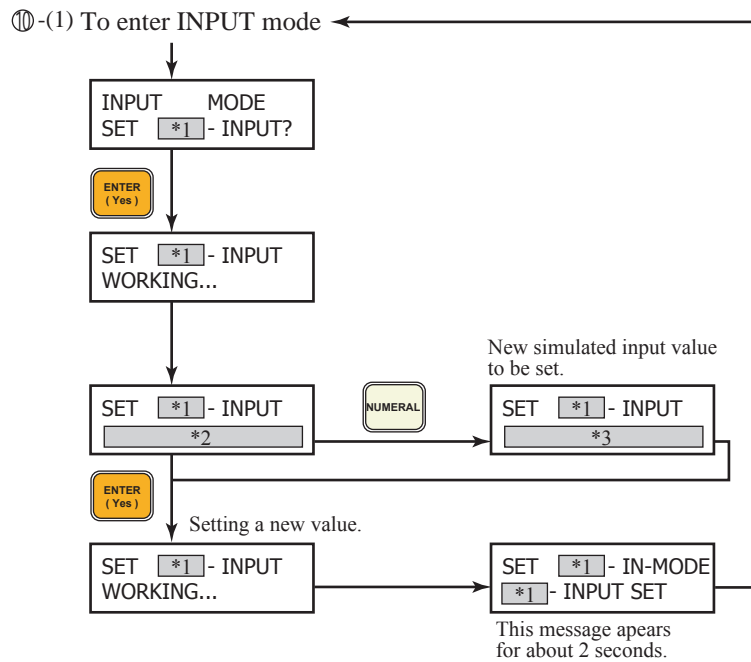 ⑩-(1) To enter INPUT mode
INPUT MODE
SET *1 - INPUT?
ENTER
( Yes )
SET *1 - INPUT
WORKING...
New simulated input value
to be set.
SET *1 - INPUT
*2
NUMERAL
SET *1 - INPUT
*3
ENTER
( Yes )
Setting a new value.
SET *1 - INPUT
WORKING...
SET *1 - IN-MODE
*1 - INPUT SET
This message apears
for about 2 seconds.